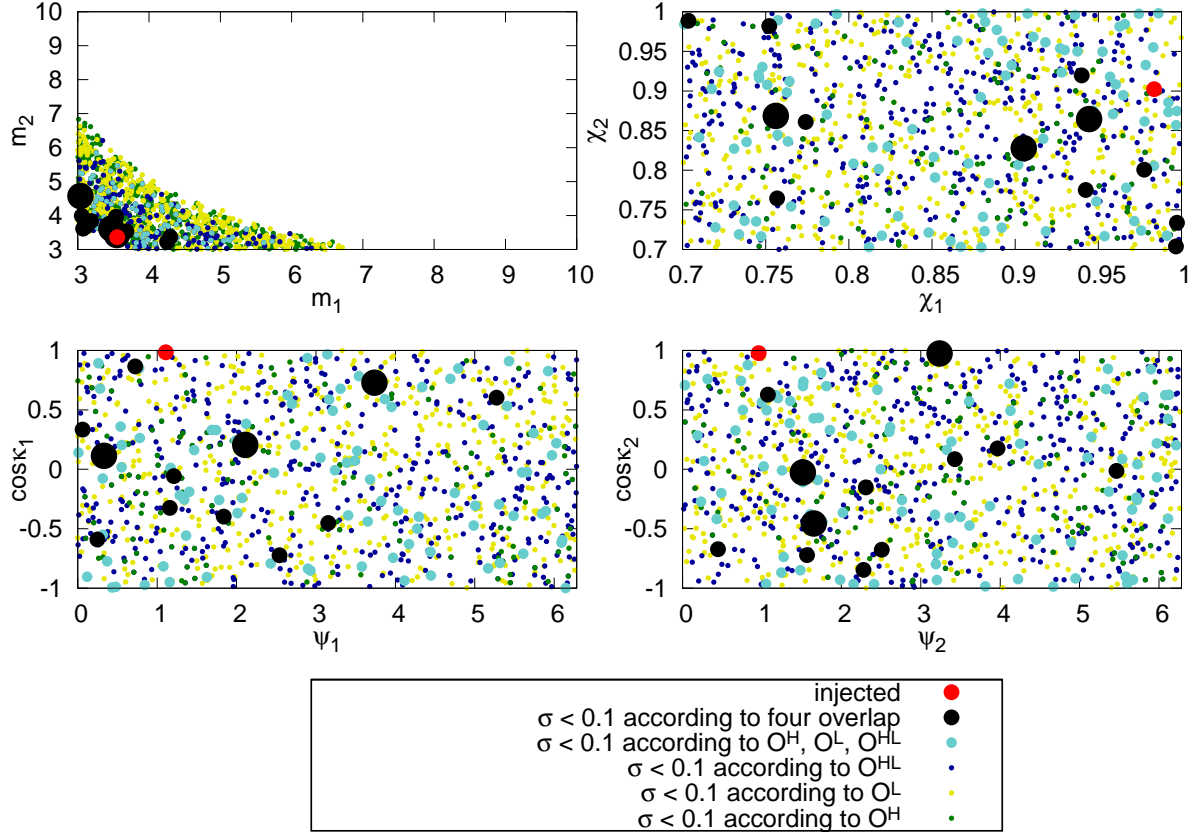 10
9
8
7
6
5
4
3
m₂
3 4 5 6 7 8 9 10
m₁
1
0.95
0.9
0.85
0.8
0.75
0.7
χ₂
0.7 0.75 0.8 0.85 0.9 0.95 1
χ₁
1
0.5
0
-0.5
-1
cosκ₁
0 1 2 3 4 5 6
ψ₁
1
0.5
0
-0.5
-1
cosκ₂
0 1 2 3 4 5 6
ψ₂
injected
σ < 0.1 according to four overlap
σ < 0.1 according to Oᴴ, Oᴸ, Oᴴᴸ
σ < 0.1 according to Oᴴᴸ
σ < 0.1 according to Oᴸ
σ < 0.1 according to Oᴴ